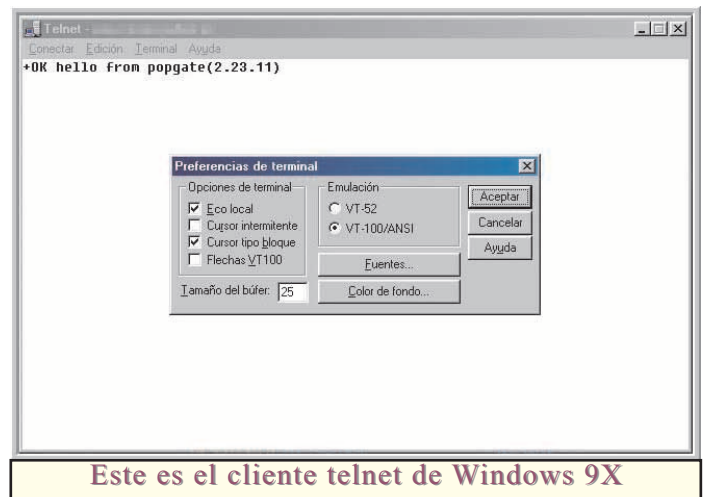 Telnet -
Conectar Edición Terminal Ayuda
+OK hello from popgate(2.23.11)
Preferencias de terminal
Opciones de terminal
Eco local
Cursor intermitente
Cursor tipo bloque
Flechas VT100
Tamaño del búfer: 25
Emulación
VT-52
VT-100/ANSI
Fuentes...
Color de fondo...
Aceptar
Cancelar
Ayuda
Este es el cliente telnet de Windows 9X